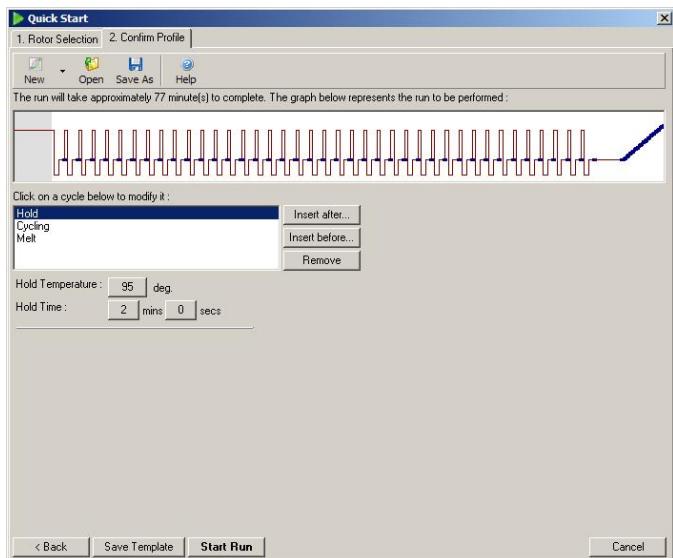 Quick Start
1. Rotor Selection 2. Confirm Profile
New Open Save As Help
The run will take approximately 77 minute(s) to complete. The graph below represents the run to be performed :
Click on a cycle below to modify it :
Hold
Cycling
Melt
Insert after...
Insert before...
Remove
Hold Temperature : 95 deg.
Hold Time : 2 mins 0 secs
< Back Save Template Start Run Cancel